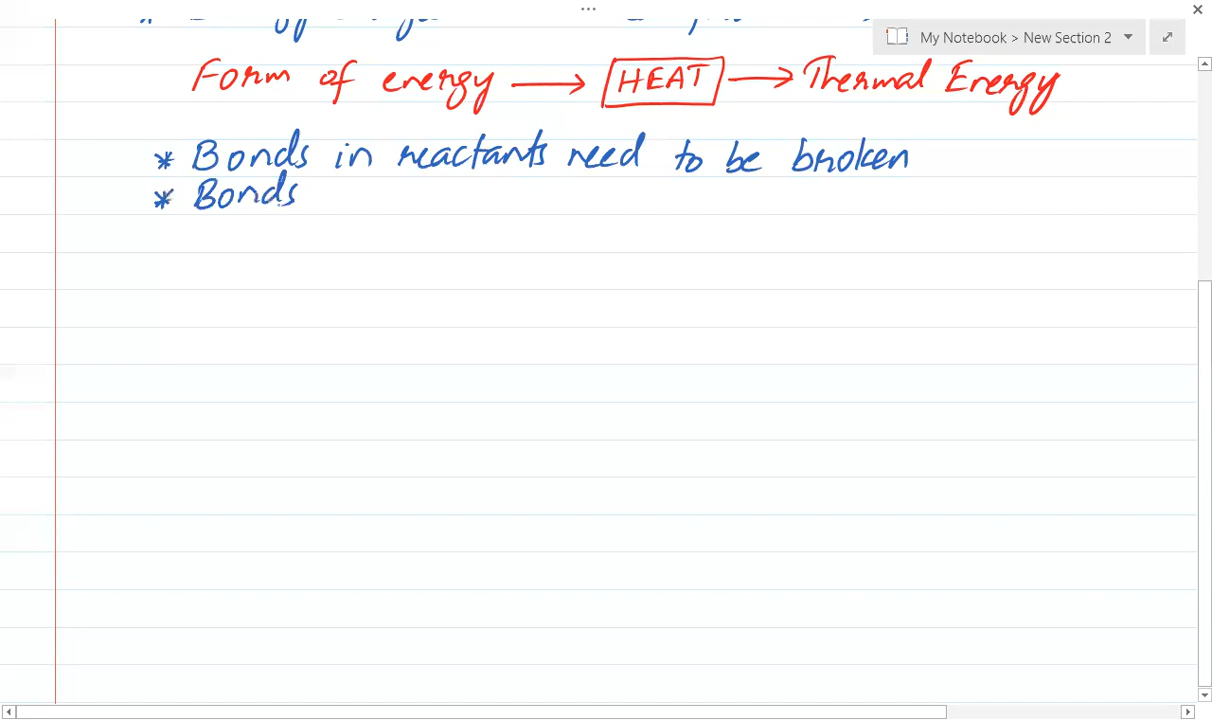 My Notebook > New Section 2
Form of energy → HEAT → Thermal Energy
* Bonds in reactants need to be broken
* Bonds